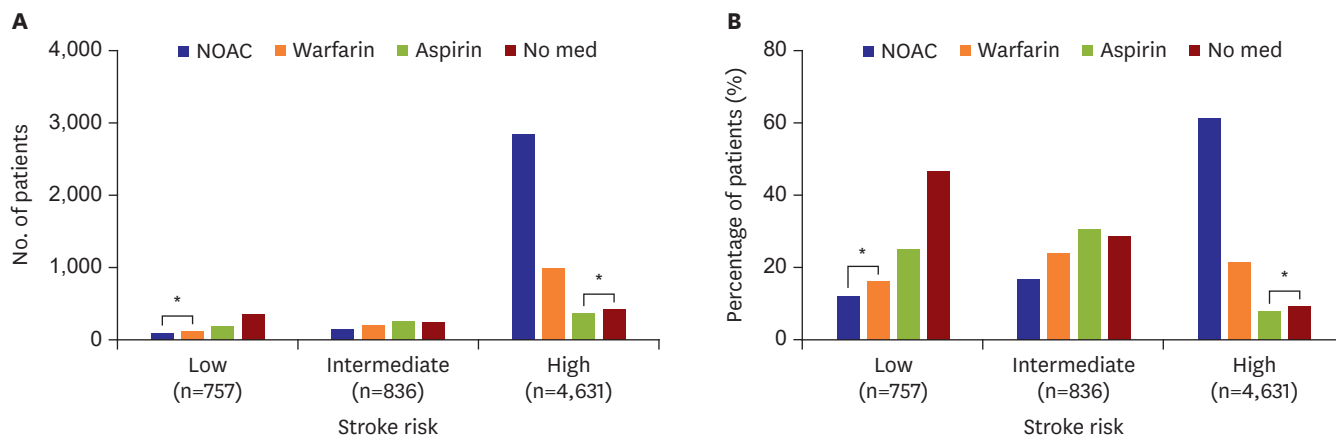 A
NOAC Warfarin Aspirin No med
4,000
3,000
2,000
1,000
0
No. of patients
*
*
Low Intermediate High
(n=757) (n=836) (n=4,631)
Stroke risk
B
NOAC Warfarin Aspirin No med
80
60
40
20
0
Percentage of patients (%)
*
*
Low Intermediate High
(n=757) (n=836) (n=4,631)
Stroke risk